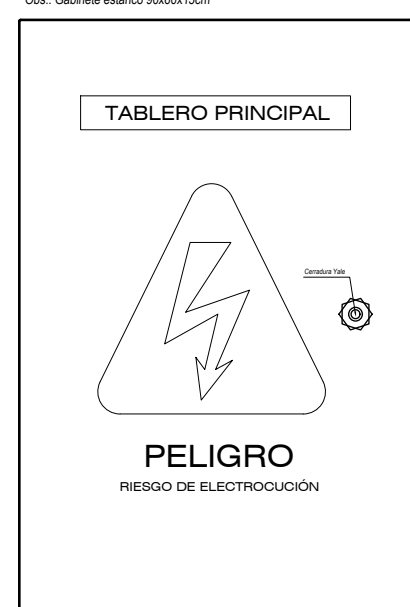 Obs.: Gabinete estanco 90x60x15cm
TABLERO PRINCIPAL
Cerradura Yale
PELIGRO
RIESGO DE ELECTROCUCIÓN